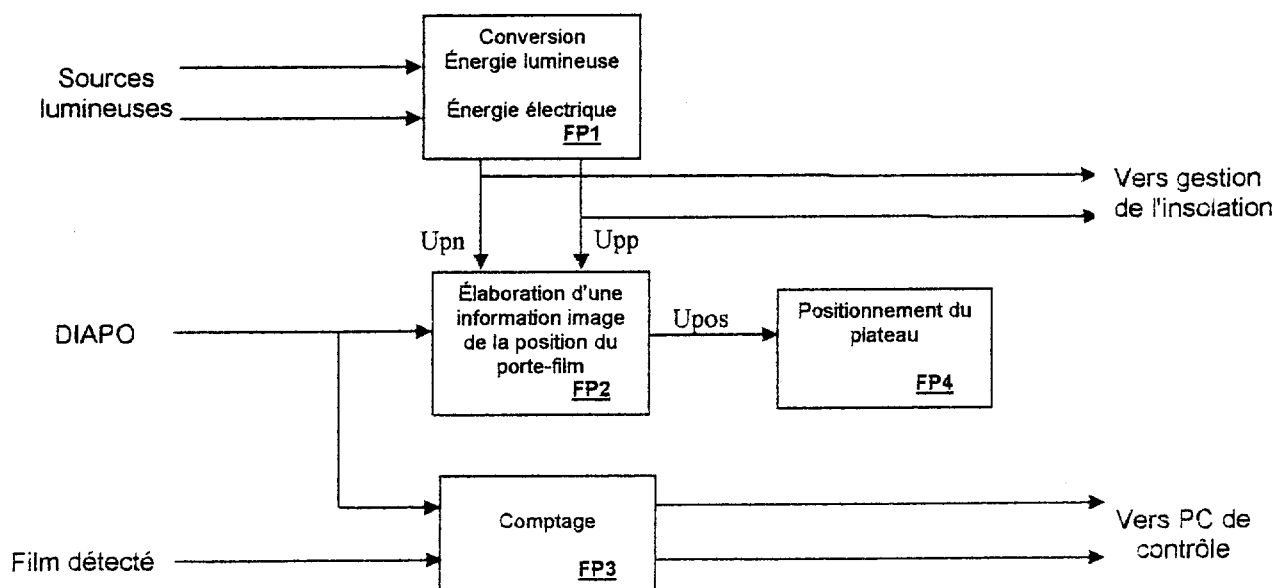 Conversion
Énergie lumineuse
Énergie électrique
FP1
Sources
lumineuses
Vers gestion
de l'insolation
Upn
Upp
Élaboration d'une
information image
de la position du
porte-film
FP2
DIAPO
Upos
Positionnement du
plateau
FP4
Comptage
FP3
Film détecté
Vers PC de
contrôle